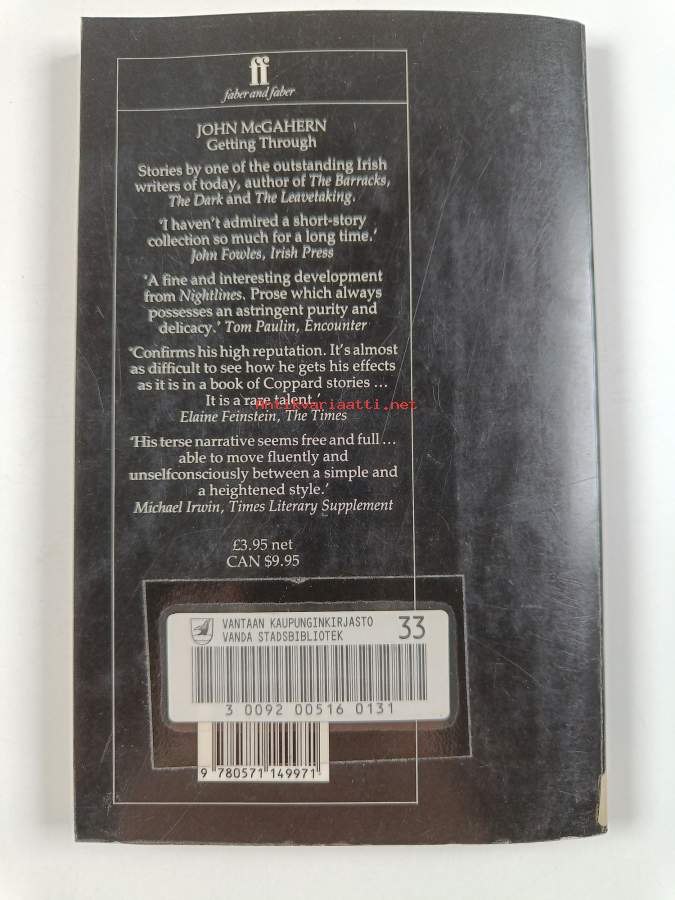 ff
faber and faber
JOHN McGAHERN
Getting Through
Stories by one of the outstanding Irish
writers of today, author of The Barracks,
The Dark and The Leavetaking.
'I haven't admired a short-story
collection so much for a long time.'
John Fowles, Irish Press
'A fine and interesting development
from Nightlines. Prose which always
possesses an astringent purity and
delicacy.' Tom Paulin, Encounter
'Confirms his high reputation. It's almost
as difficult to see how he gets his effects
as it is in a book of Coppard stories ...
It is a rare talent.'
Antikvariaatti.net
Elaine Feinstein, The Times
'His terse narrative seems free and full ...
able to move fluently and
unselfconsciously between a simple and
a heightened style.'
Michael Irwin, Times Literary Supplement
£3.95 net
CAN $9.95
VANTAAN KAUPUNGINKIRJASTO 33
VANDA STADSBIBLIOTEK
3 0092 00516 0131
9 780571 149971